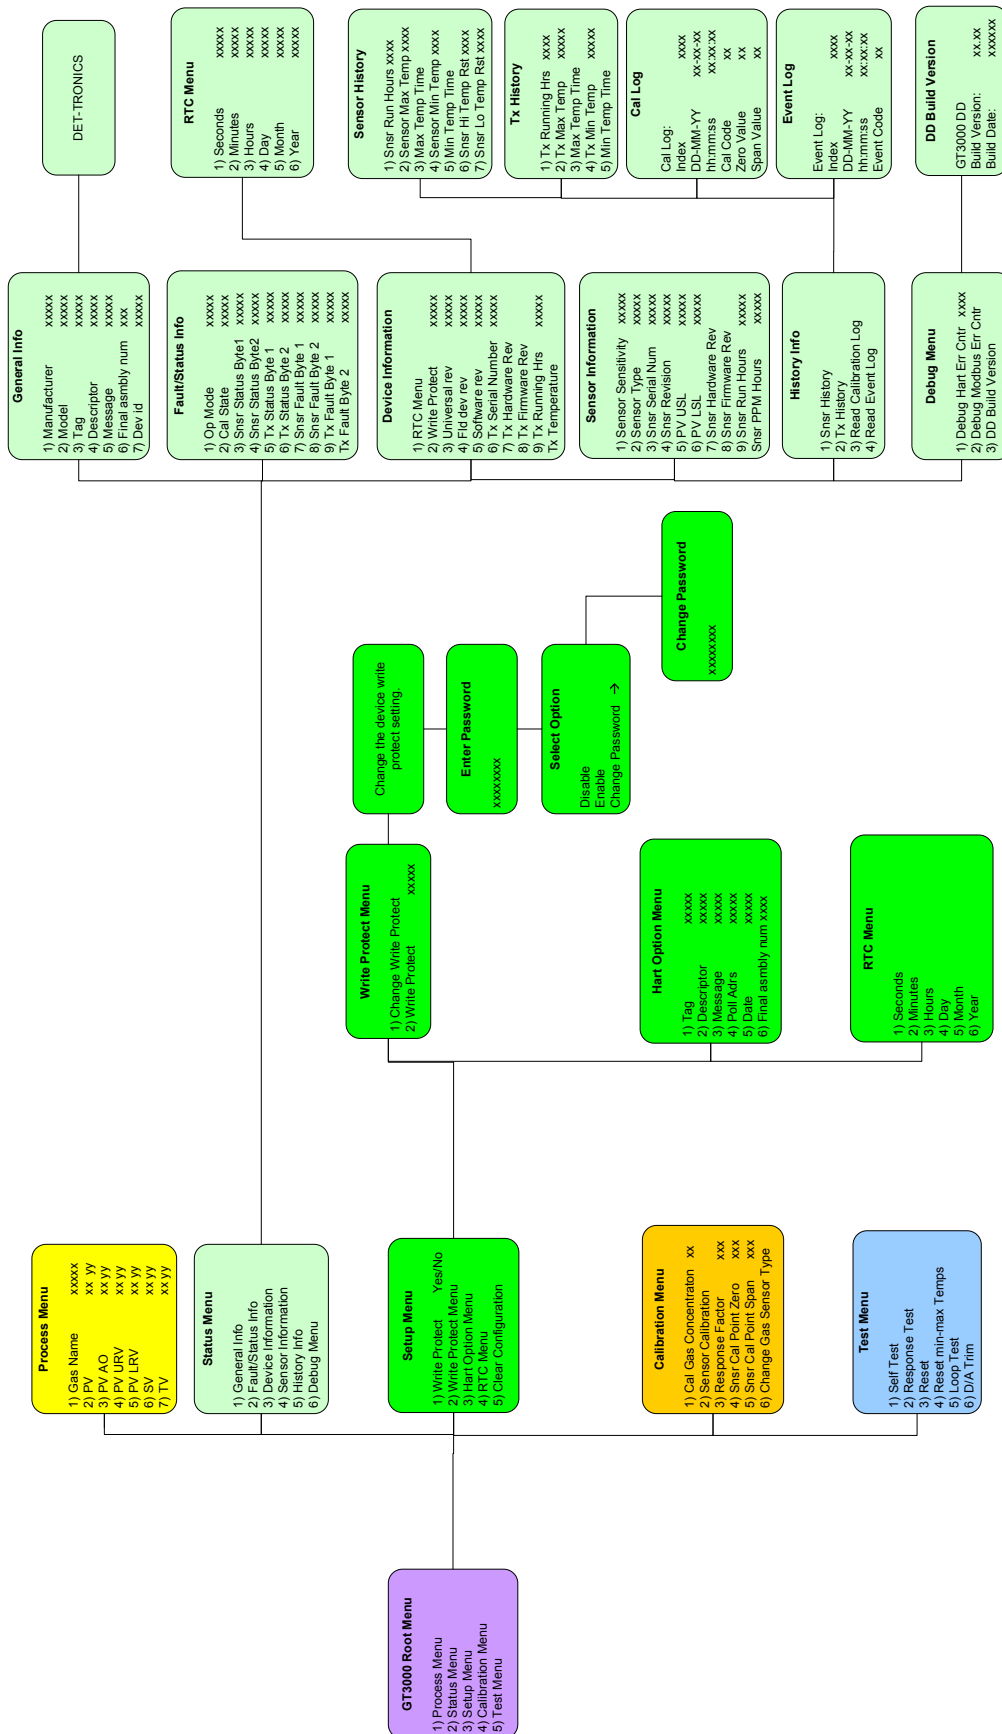 GT3000 Root Menu
1) Process Menu
2) Status Menu
3) Setup Menu
4) Calibration Menu
5) Test Menu
Process Menu
1) Gas Name xxxxx
2) PV xx yy
3) PV AO xx yy
4) PV URV xx yy
5) PV LRV xx yy
6) SV xx yy
7) TV xx yy
Status Menu
1) General Info
2) Fault/Status Info
3) Device Information
4) Sensor Information
5) History Info
6) Debug Menu
Setup Menu
1) Write Protect Yes/No
2) Write Protect Menu
3) Hart Option Menu
4) RTC Menu
5) Clear Configuration
Calibration Menu
1) Cal Gas Concentraton xx
2) Sensor Calibration
3) Response Factor xxx
4) Snsr Cal Point Zero xxx
5) Snsr Cal Point Span xxx
6) Change Gas Sensor Type
Test Menu
1) Self Test
2) Response Test
3) Reset
4) Reset min-max Temps
5) Loop Test
6) D/A Trim
Write Protect Menu
1) Change Write Protect
2) Write Protect xxxxx
Hart Option Menu
1) Tag xxxxx
2) Descriptor xxxxx
3) Message xxxxx
4) Poll Adrs xxxxx
5) Date xxxxx
6) Final asmbly num xxxx
RTC Menu
1) Seconds
2) Minutes
3) Hours
4) Day
5) Month
6) Year
Change the device write
protect setting.
Enter Password
xxxxxxxx
Select Option
Disable
Enable
Change Password →
Change Password
xxxxxxxx
General Info
1) Manufacturer xxxxx
2) Model xxxxx
3) Tag xxxxx
4) Descriptor xxxxx
5) Message xxxxx
6) Final asmbly num xxx
7) Dev id xxxxx
Fault/Status Info
1) Op Mode xxxxx
2) Cal State xxxxx
3) Snsr Status Byte1 xxxxx
4) Snsr Status Byte2 xxxxx
5) Tx Status Byte 1 xxxxx
6) Tx Status Byte 2 xxxxx
7) Snsr Fault Byte 1 xxxxx
8) Snsr Fault Byte 2 xxxxx
9) Tx Fault Byte 1 xxxxx
Tx Fault Byte 2 xxxxx
Device Information
1) RTC Menu
2) Write Protect xxxxx
3) Universal rev xxxxx
4) Fld dev rev xxxxx
5) Software rev xxxxx
6) Tx Serial Number xxxxx
7) Tx Hardware Rev
8) Tx Firmware Rev
9) Tx Running Hrs xxxxx
Tx Temperature
Sensor Information
1) Sensor Sensitivity xxxxx
2) Sensor Type xxxxx
3) Snsr Serial Num xxxxx
4) Snsr Revision xxxxx
5) PV USL xxxxx
6) PV LSL xxxxx
7) Snsr Hardware Rev
8) Snsr Firmware Rev
9) Snsr Run Hours xxxxx
Snsr PPM Hours xxxxx
History Info
1) Snsr History
2) Tx History
3) Read Calibration Log
4) Read Event Log
Debug Menu
1) Debug Hart Err Cntr xxxx
2) Debug Modbus Err Cntr
3) DD Build Version
DET-TRONICS
RTC Menu
1) Seconds xxxxx
2) Minutes xxxxx
3) Hours xxxxx
4) Day xxxxx
5) Month xxxxx
6) Year xxxxx
Sensor History
1) Snsr Run Hours xxxx
2) Sensor Max Temp xxxx
3) Max Temp Time
4) Sensor Min Temp xxxx
5) Min Temp Time
6) Snsr Hi Temp Rst xxxx
7) Snsr Lo Temp Rst xxxx
Tx History
1) Tx Running Hrs xxxx
2) Tx Max Temp xxxxx
3) Max Temp Time
4) Tx Min Temp xxxxx
5) Min Temp Time
Cal Log
Cal Log:
Index xxxx
DD-MM-YY xx-xx-xx
hh:mm:ss xx:xx:xx
Cal Code xx
Zero Value xx
Span Value xx
Event Log
Event Log:
Index xxxx
DD-MM-YY xx-xx-xx
hh:mm:ss xx:xx:xx
Event Code xx
DD Build Version
GT3000 DD
Build Version: xx.xx
Build Date: xxxxxx